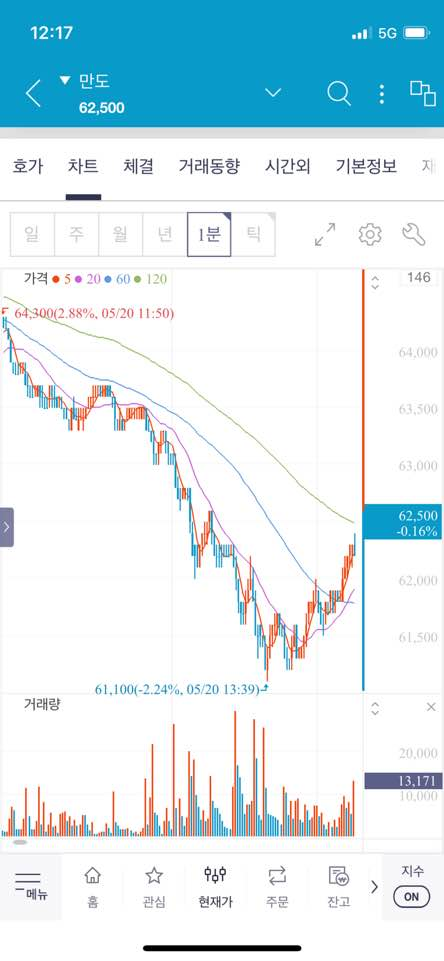 12:17
5G
만도
62,500
호가 차트 체결 거래동향 시간외 기본정보
일 주 월 년 1분 틱
가격 5 20 60 120
146
64,300(2.88%, 05/20 11:50)
64,000
63,500
63,000
62,500
-0.16%
62,000
61,500
61,100(-2.24%, 05/20 13:39)
거래량
20,000
13,171
10,000
메뉴 홈 관심 현재가 주문 잔고 지수
ON